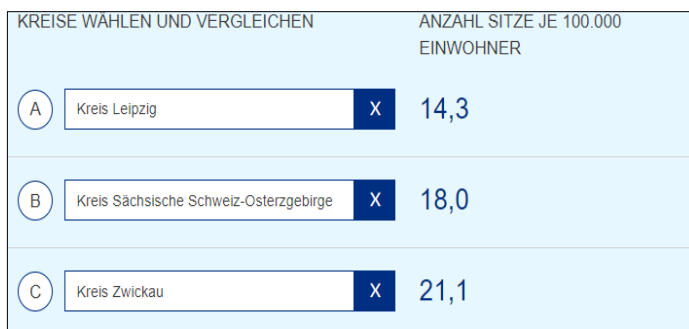 KREISE WÄHLEN UND VERGLEICHEN
ANZAHL SITZE JE 100.000
EINWOHNER
A Kreis Leipzig X 14,3
B Kreis Sächsische Schweiz-Osterzgebirge X 18,0
C Kreis Zwickau X 21,1